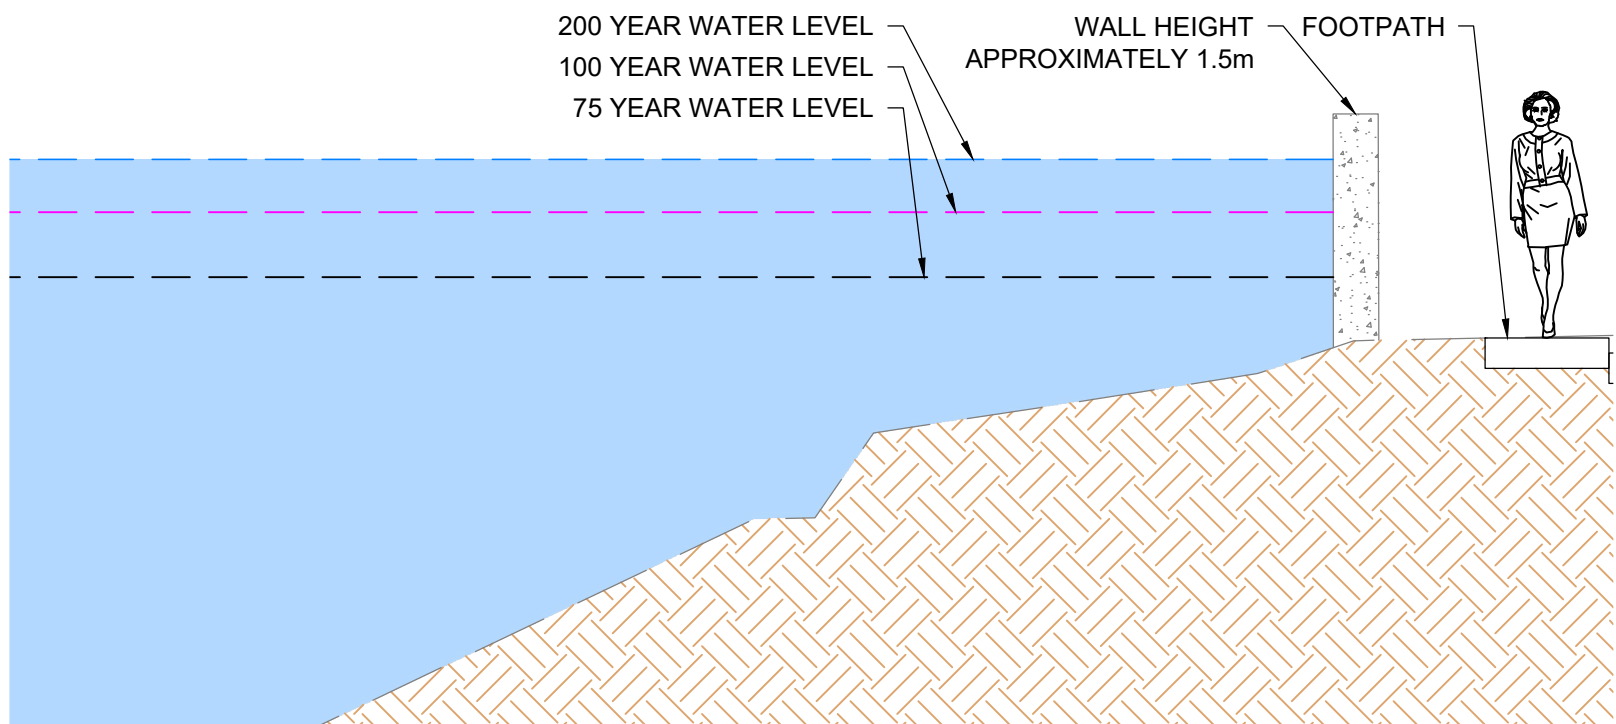 200 YEAR WATER LEVEL
100 YEAR WATER LEVEL
75 YEAR WATER LEVEL
WALL HEIGHT
APPROXIMATELY 1.5m
FOOTPATH